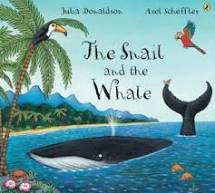 Julia Donaldson Axel Scheffler
The Snail
and the
Whale